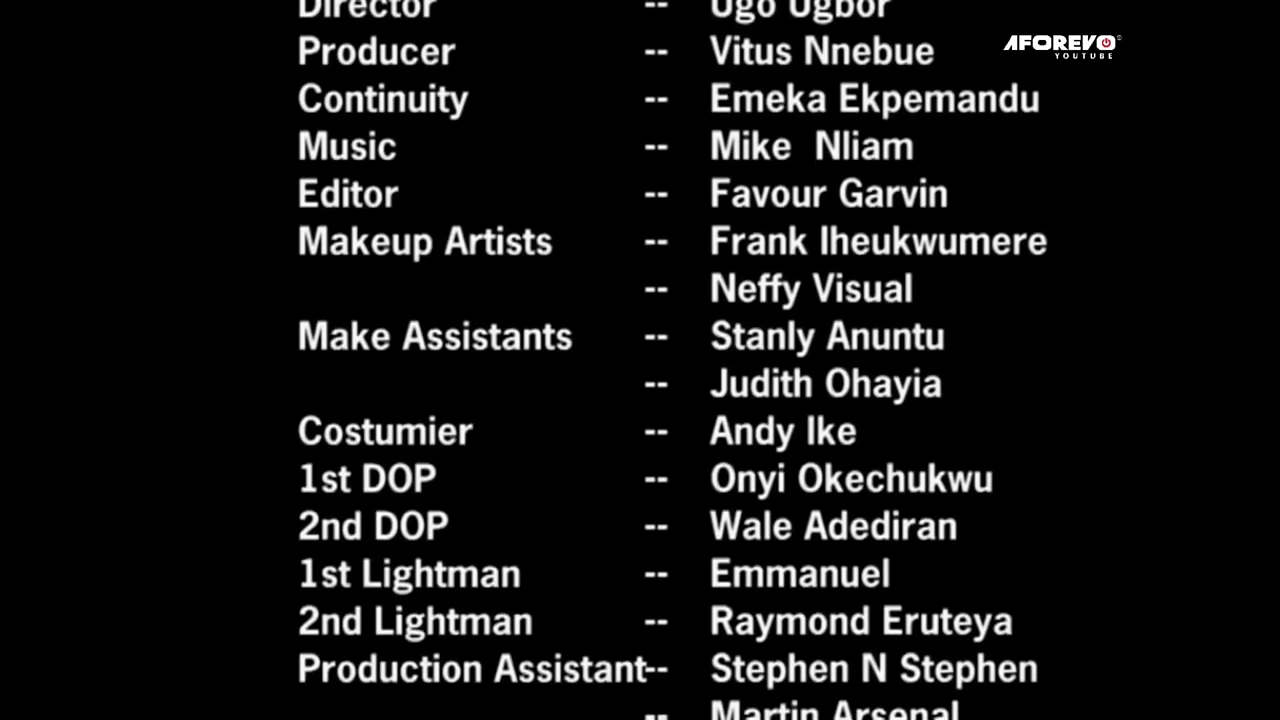 Director -- Ugo Ugbor
Producer -- Vitus Nnebue
AFOREVO
YOUTUBE
Continuity -- Emeka Ekpemandu
Music -- Mike Nliam
Editor -- Favour Garvin
Makeup Artists -- Frank Iheukwumere
-- Neffy Visual
Make Assistants -- Stanly Anuntu
-- Judith Ohayia
Costumier -- Andy Ike
1st DOP -- Onyi Okechukwu
2nd DOP -- Wale Adediran
1st Lightman -- Emmanuel
2nd Lightman -- Raymond Eruteya
Production Assistant-- Stephen N Stephen
-- Martin Arsenal